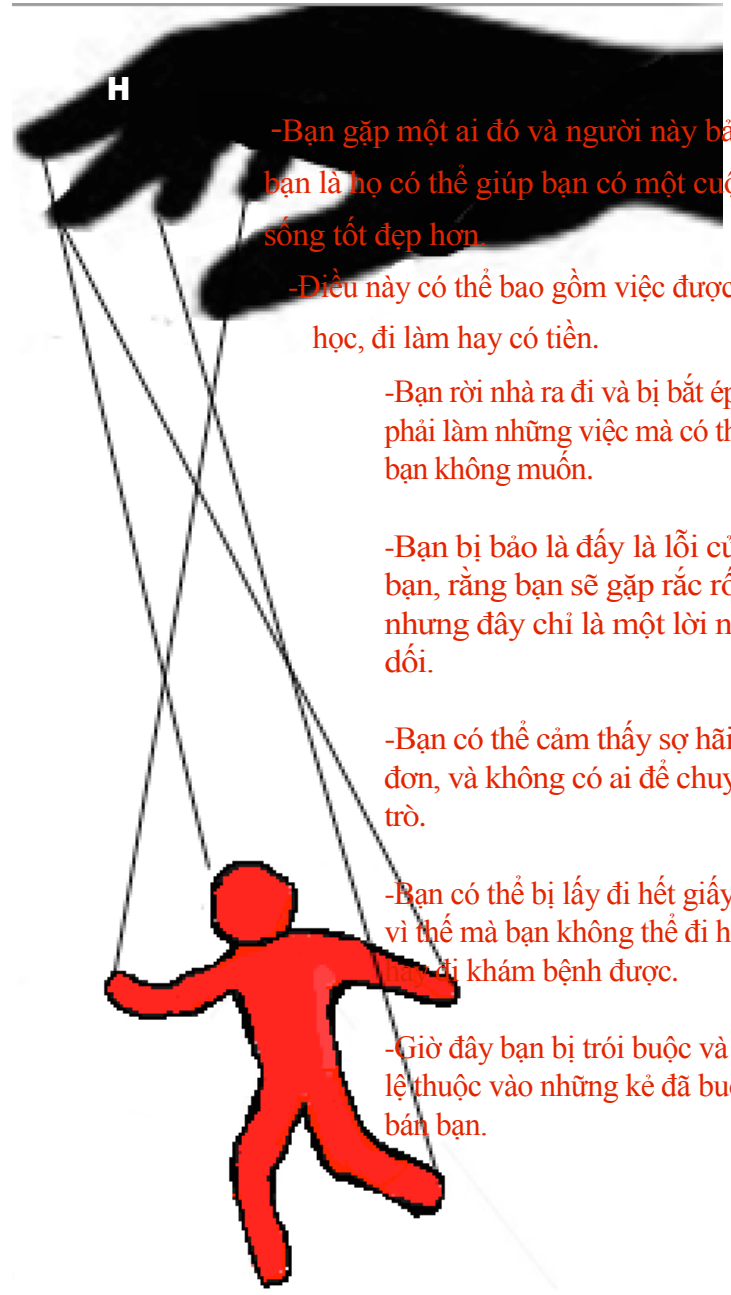 H
-Bạn gặp một ai đó và người này bả
bạn là họ có thể giúp bạn có một cuộ
sống tốt đẹp hơn.
-Điều này có thể bao gồm việc được
học, đi làm hay có tiền.
-Bạn rời nhà ra đi và bị bắt ép
phải làm những việc mà có th
bạn không muốn.
-Bạn bị bảo là đấy là lỗi củ
bạn, rằng bạn sẽ gặp rắc rố
nhưng đây chỉ là một lời n
dối.
-Bạn có thể cảm thấy sợ hãi
đơn, và không có ai để chuy
trò.
-Bạn có thể bị lấy đi hết giấy
vì thế mà bạn không thể đi h
hay đi khám bệnh được.
-Giờ đây bạn bị trói buộc và
lệ thuộc vào những kẻ đã bu
bán bạn.